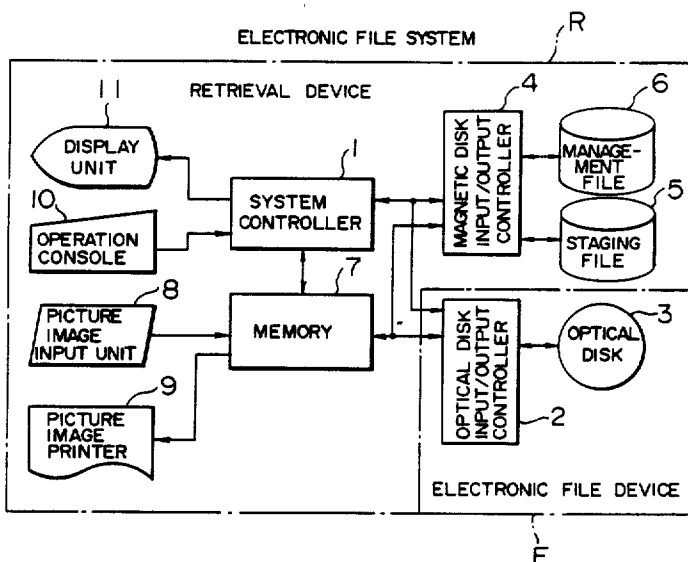 ELECTRONIC FILE SYSTEM
R
RETRIEVAL DEVICE
11
DISPLAY
UNIT
10
OPERATION
CONSOLE
8
PICTURE
IMAGE
INPUT UNIT
9
PICTURE
IMAGE
PRINTER
1
SYSTEM
CONTROLLER
7
MEMORY
4
MAGNETIC DISK
INPUT/OUTPUT
CONTROLLER
6
MANAGE-
MENT
FILE
5
STAGING
FILE
OPTICAL DISK
INPUT/OUTPUT
CONTROLLER
2
3
OPTICAL
DISK
ELECTRONIC FILE DEVICE
F